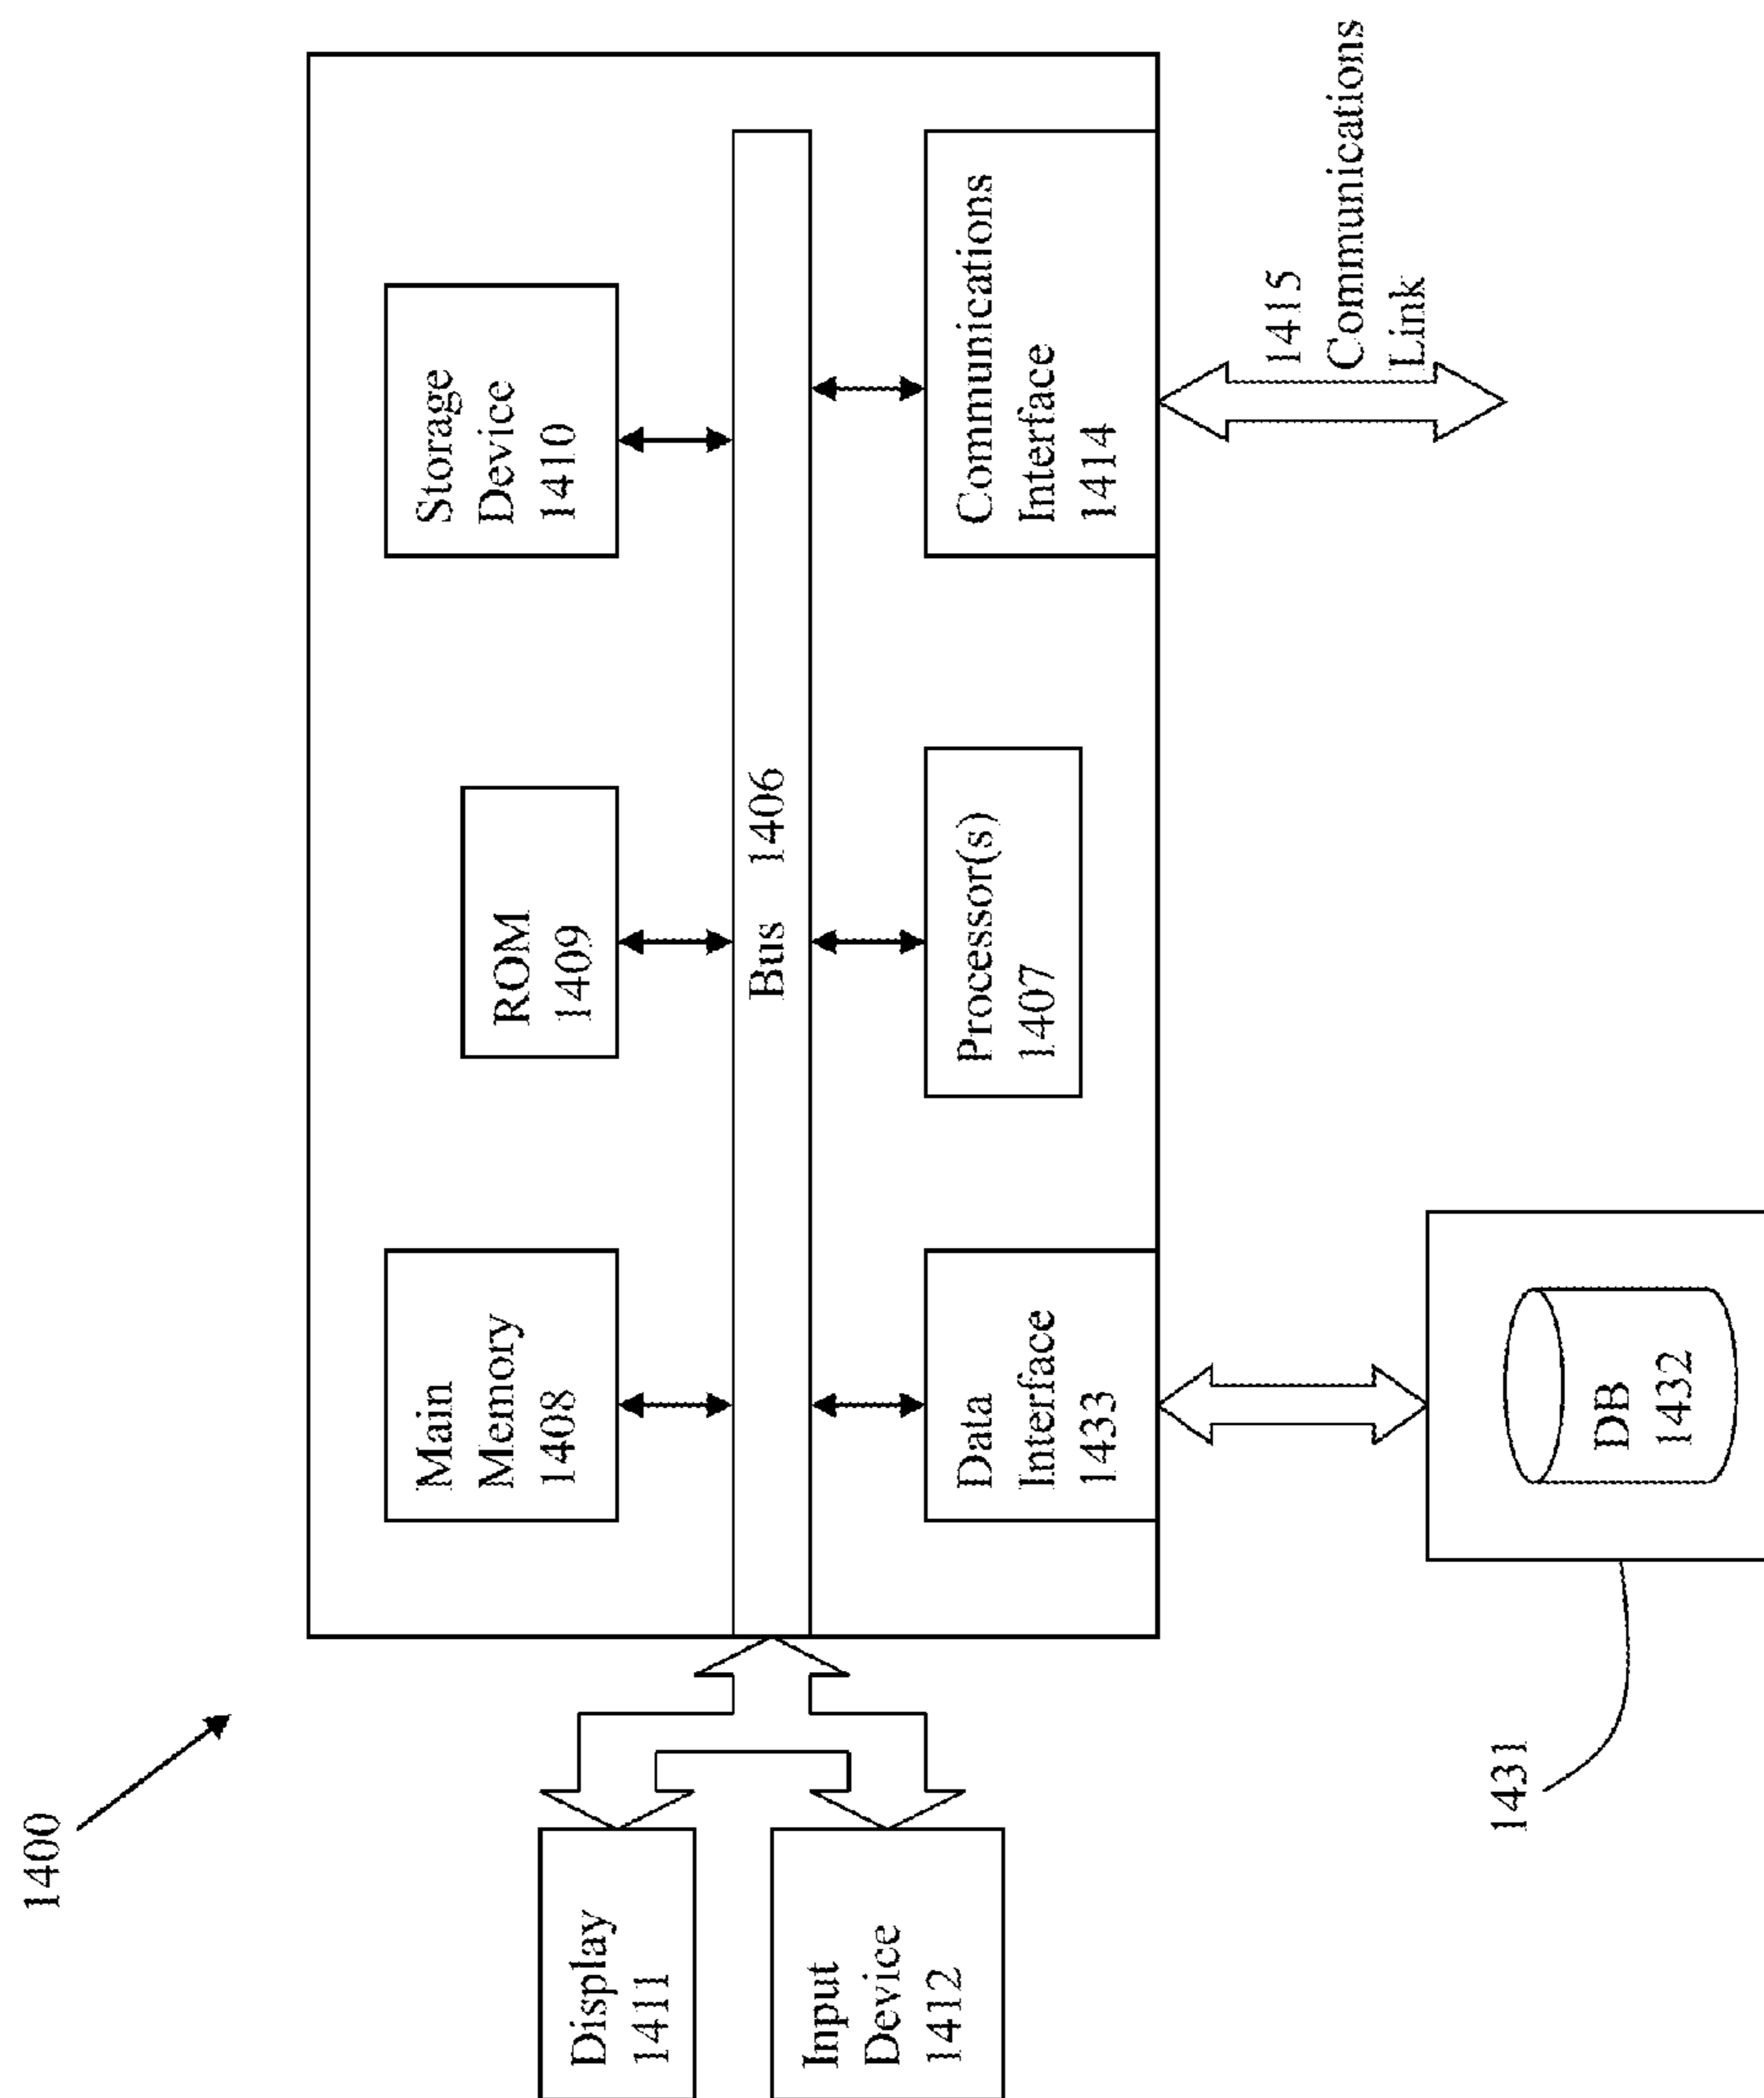 1400
Main
Memory
1408
ROM
1409
Storage
Device
1410
Display
1411
Bus 1406
Input
Device
1412
Data
Interface
1433
Processor(s)
1407
Communications
Interface
1414
1415
Communications
Link
1431
DB
1432